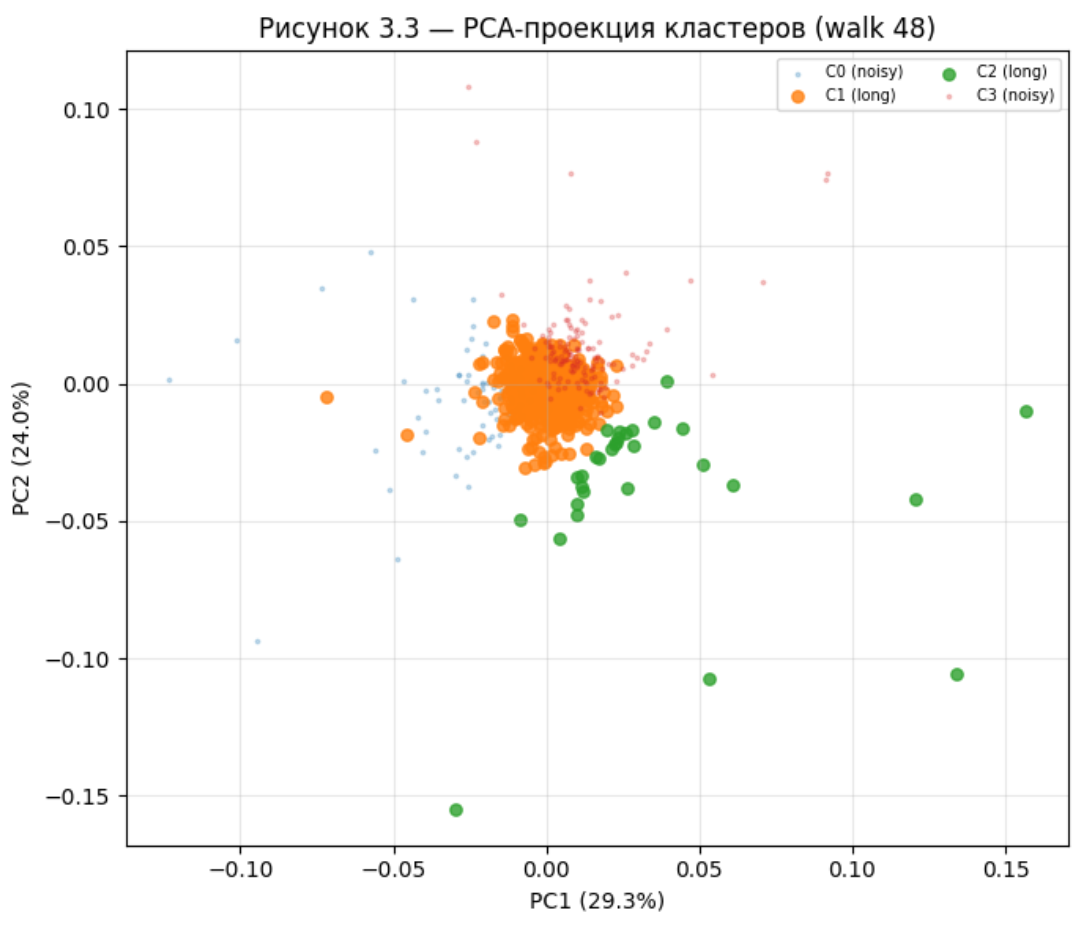 Рисунок 3.3 — PCA-проекция кластеров (walk 48)
C0 (noisy) C2 (long)
C1 (long) C3 (noisy)
0.10
0.05
0.00
−0.05
−0.10
−0.15
PC2 (24.0%)
−0.10 −0.05 0.00 0.05 0.10 0.15
PC1 (29.3%)